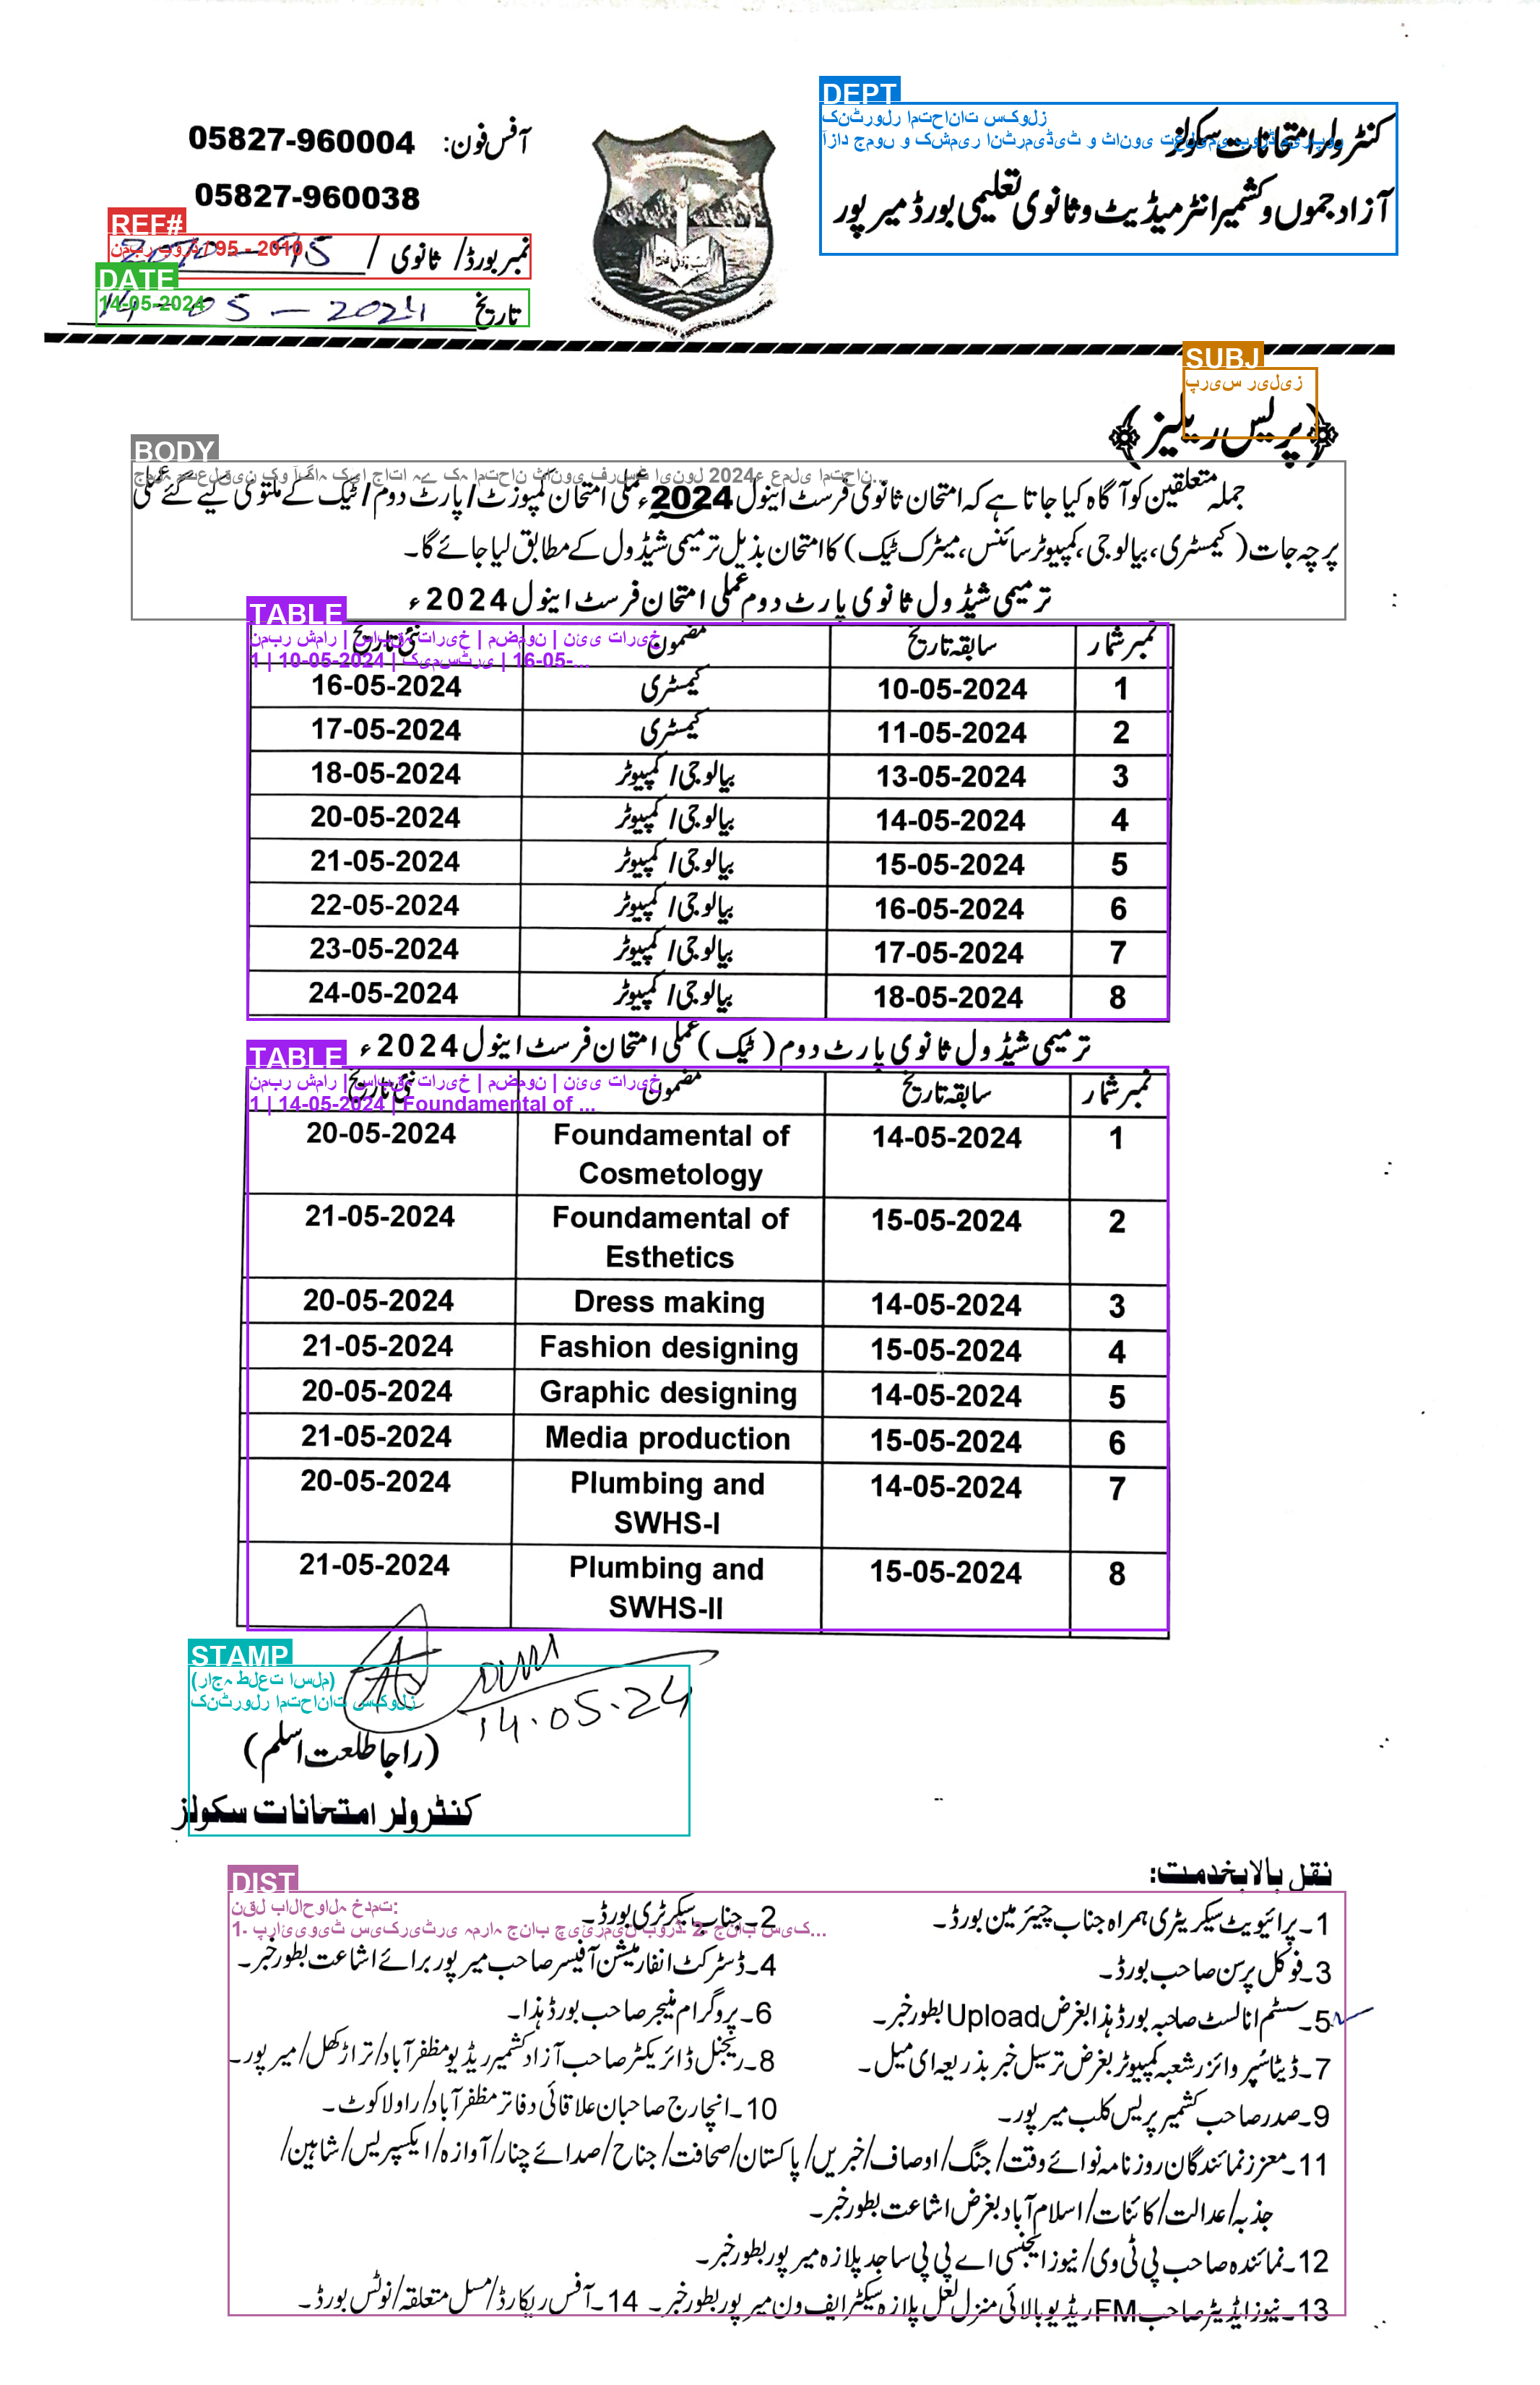 کنٹرولر امتحانات سکولز
آزاد جموں و کشمیر انٹرمیڈیٹ و ثانوی تعلیمی بورڈ میرپور
آفس فون: 05827-960004
05827-960038
نمبر بورڈ/ ثانوی /
تاریخ 14-05-2024
DEPT
REF#
DATE
SUBJ
پریس ریلیز
BODY
جملہ متعلقین کو آگاہ کیا جاتا ہے کہ امتحان ثانوی فرسٹ اینول 2024ء عملی امتحان کمپوزٹ/ پارٹ دوم/ ٹیک کے ملتوی کیے گئے عملی
پرچہ جات (کیمسٹری، بیالوجی، کمپیوٹر سائنس، میٹرک ٹیک) کا امتحان بذیل ترمیمی شیڈول کے مطابق لیا جائے گا۔
ترمیمی شیڈول ثانوی پارٹ دوم عملی امتحان فرسٹ اینول 2024ء
TABLE
نمبر شمار سابقہ تاریخ مضمون نئی تاریخ
1 10-05-2024 کیمسٹری 16-05-2024
2 11-05-2024 کیمسٹری 17-05-2024
3 13-05-2024 بیالوجی/ کمپیوٹر 18-05-2024
4 14-05-2024 بیالوجی/ کمپیوٹر 20-05-2024
5 15-05-2024 بیالوجی/ کمپیوٹر 21-05-2024
6 16-05-2024 بیالوجی/ کمپیوٹر 22-05-2024
7 17-05-2024 بیالوجی/ کمپیوٹر 23-05-2024
8 18-05-2024 بیالوجی/ کمپیوٹر 24-05-2024
ترمیمی شیڈول ثانوی پارٹ دوم (ٹیک) عملی امتحان فرسٹ اینول 2024ء
TABLE
نمبر شمار سابقہ تاریخ مضمون نئی تاریخ
1 14-05-2024 Foundamental of Cosmetology 20-05-2024
2 15-05-2024 Foundamental of Esthetics 21-05-2024
3 14-05-2024 Dress making 20-05-2024
4 15-05-2024 Fashion designing 21-05-2024
5 14-05-2024 Graphic designing 20-05-2024
6 15-05-2024 Media production 21-05-2024
7 14-05-2024 Plumbing and SWHS-I 20-05-2024
8 15-05-2024 Plumbing and SWHS-II 21-05-2024
STAMP
14.05.24
(راجا طلعت اسلم)
کنٹرولر امتحانات سکولز
نقل بالا بخدمت:
DIST
1۔ پرائیویٹ سیکریٹری ہمراہ جناب چیئرمین بورڈ۔ 2۔ جناب سیکرٹری بورڈ۔
3۔ فوکل پرسن صاحب بورڈ۔ 4۔ ڈسٹرکٹ انفارمیشن آفیسر صاحب میرپور برائے اشاعت بطور خبر۔
5۔ سسٹم انالسٹ صاحبہ بورڈ ہذا بغرض Upload بطور خبر۔ 6۔ پروگرام منیجر صاحب بورڈ ہذا۔
7۔ ڈیٹا سپروائزر شعبہ کمپیوٹر بغرض ترسیل خبر بذریعہ ای میل۔ 8۔ ریجنل ڈائریکٹر صاحب آزاد کشمیر ریڈیو مظفرآباد/ تراڑکھل/ میرپور۔
9۔ صدر صاحب کشمیر پریس کلب میرپور۔ 10۔ انچارج صاحبان علاقائی دفاتر مظفرآباد/ راولاکوٹ۔
11۔ معزز نمائندگان روزنامہ نوائے وقت/ جنگ/ اوصاف/ خبریں/ پاکستان/ صحافت/ جناح/ صدائے چنار/ آوازہ/ ایکسپریس/ شاہین/
جذبہ/ عدالت/ کائنات/ اسلام آباد بغرض اشاعت بطور خبر۔
12۔ نمائندہ صاحب پی ٹی وی/ نیوز ایجنسی اے پی پی ساجد پلازہ میرپور بطور خبر۔
13۔ نیوز ایڈیٹر صاحب FM ریڈیو بالائی منزل لعل پلازہ سیکٹر ایف ون میرپور بطور خبر۔ 14۔ آفس ریکارڈ/ مسل متعلقہ/ نوٹس بورڈ۔